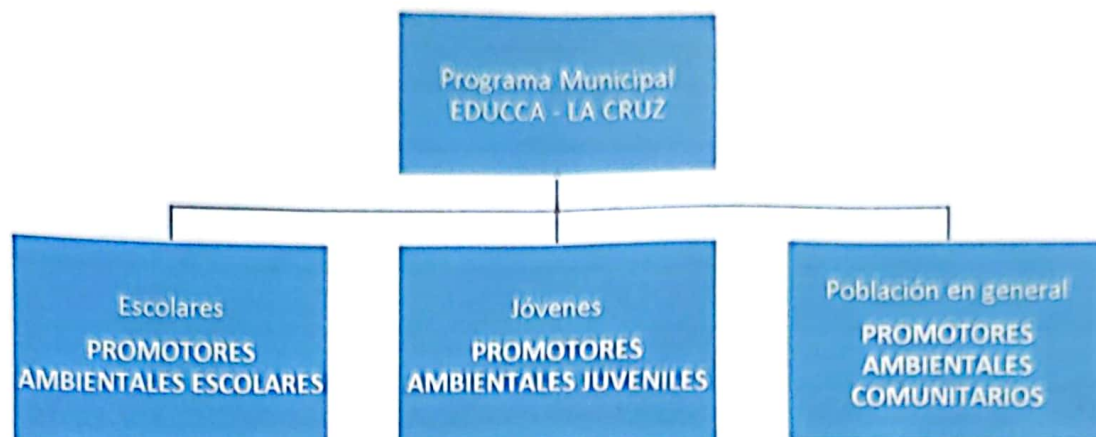 Programa Municipal
EDUCCA - LA CRUZ
Escolares
PROMOTORES
AMBIENTALES ESCOLARES
Jóvenes
PROMOTORES
AMBIENTALES JUVENILES
Población en general
PROMOTORES
AMBIENTALES
COMUNITARIOS